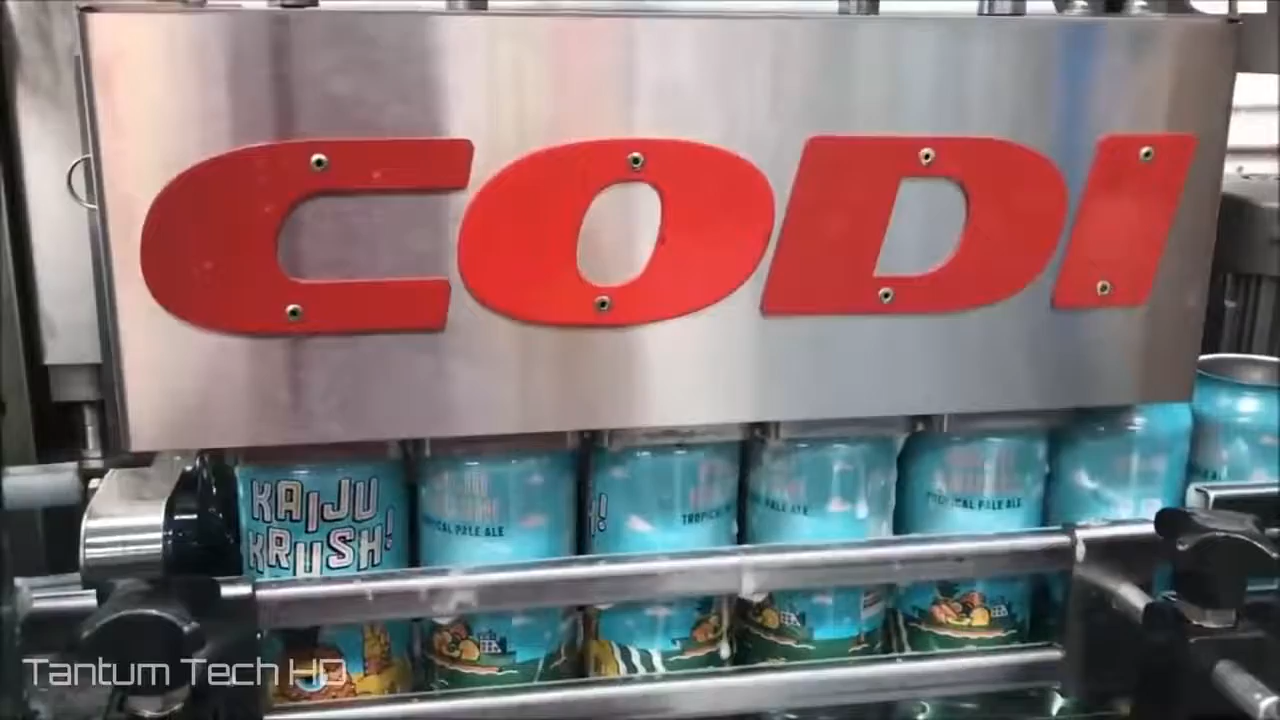 CODI
KAIJU
KRUSH!
TROPICAL PALE ALE
TROPICAL PALE ALE
Tantum Tech HD